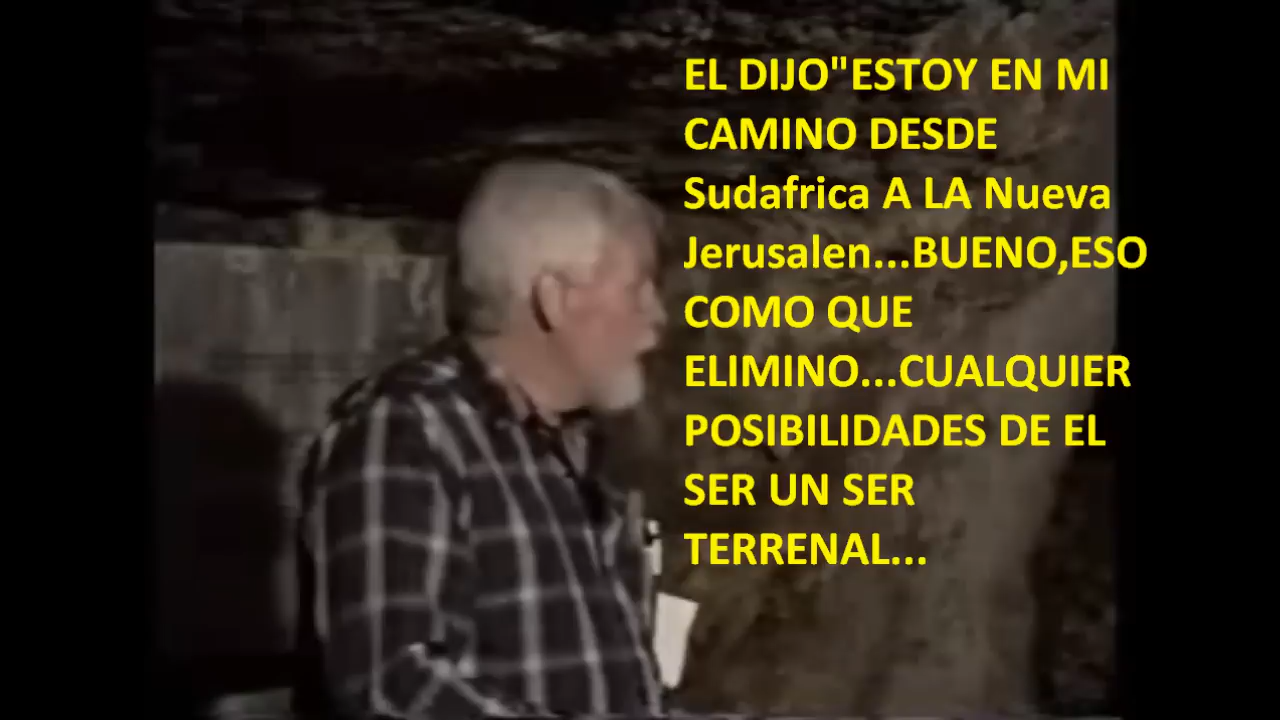 EL DIJO"ESTOY EN MI
CAMINO DESDE
Sudafrica A LA Nueva
Jerusalen...BUENO,ESO
COMO QUE
ELIMINO...CUALQUIER
POSIBILIDADES DE EL
SER UN SER
TERRENAL...